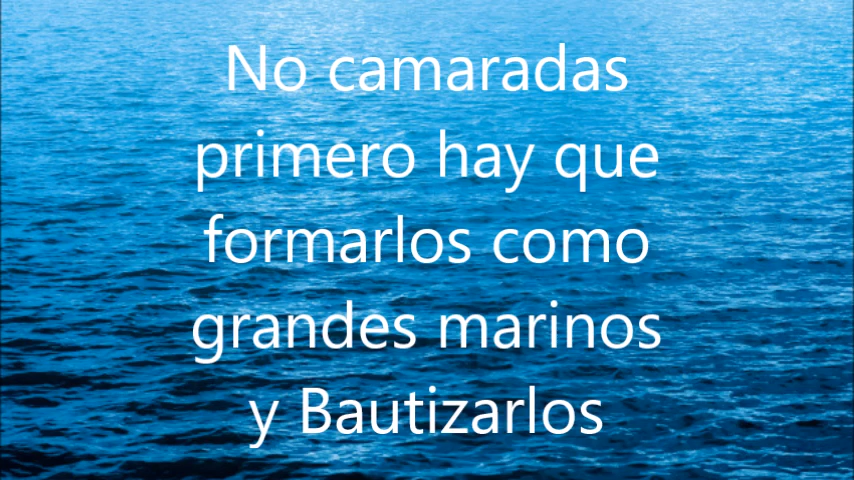 No camaradas
primero hay que
formarlos como
grandes marinos
y Bautizarlos